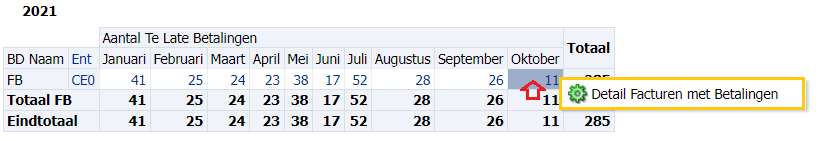 2021
Aantal Te Late Betalingen
Totaal
BD Naam Ent Januari Februari Maart April Mei Juni Juli Augustus September Oktober
FB CE0 41 25 24 23 38 17 52 28 26 11
Detail Facturen met Betalingen
Totaal FB 41 25 24 23 38 17 52 28 26 11
Eindtotaal 41 25 24 23 38 17 52 28 26 11 285